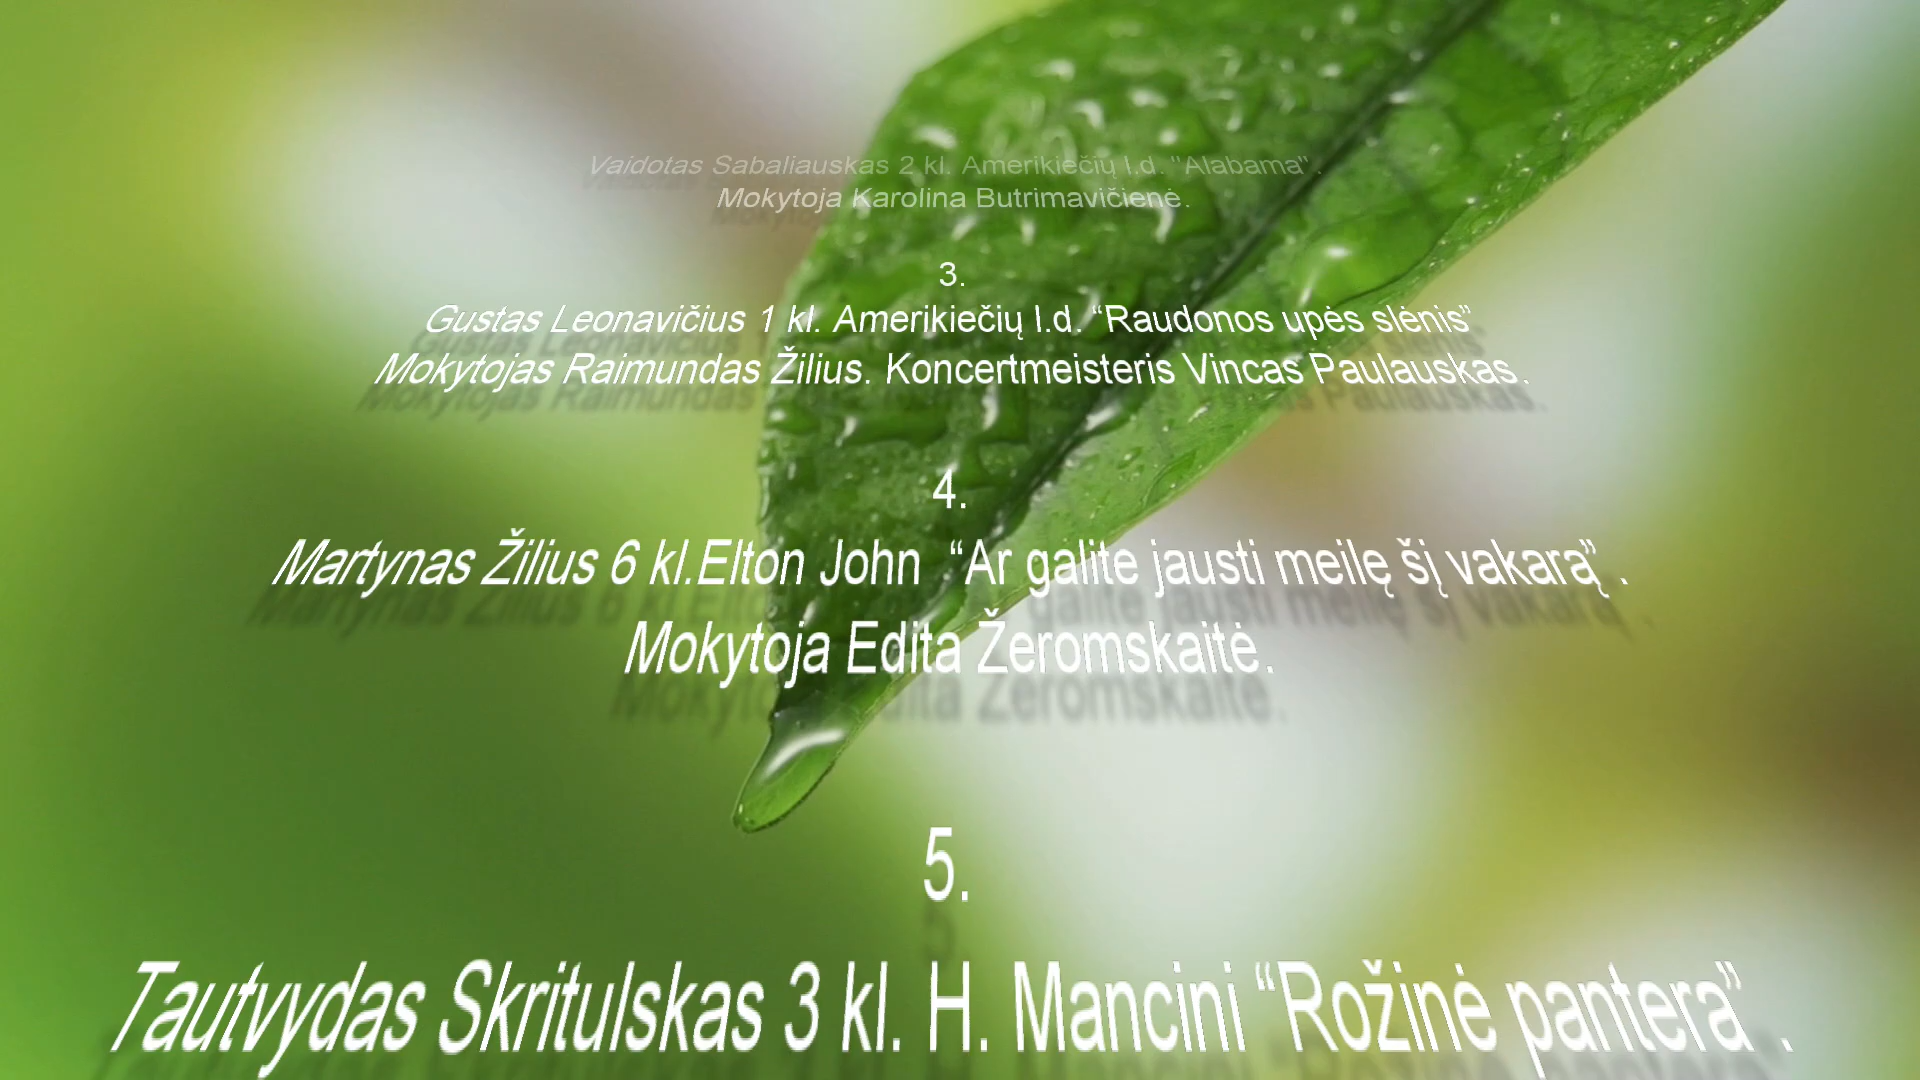 Vaidotas Sabaliauskas 2 kl. Amerikiečių l.d. "Alabama".
Mokytoja Karolina Butrimavičienė.
3.
Gustas Leonavičius 1 kl. Amerikiečių l.d. “Raudonos upės slėnis”
Mokytojas Raimundas Žilius. Koncertmeisteris Vincas Paulauskas.
4.
Martynas Žilius 6 kl.Elton John “Ar galite jausti meilę šį vakarą” .
Mokytoja Edita Žeromskaitė.
5.
Tautvydas Skritulskas 3 kl. H. Mancini “Rožinė pantera” .